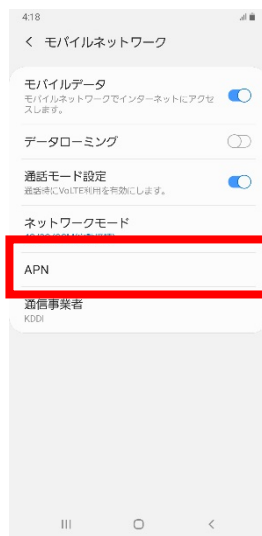 4:18
モバイルネットワーク
モバイルデータ
モバイルネットワークでインターネットにアクセ
スします。
データローミング
通話モード設定
通話時にVoLTE利用を有効にします。
ネットワークモード
APN
通信事業者
KDDI